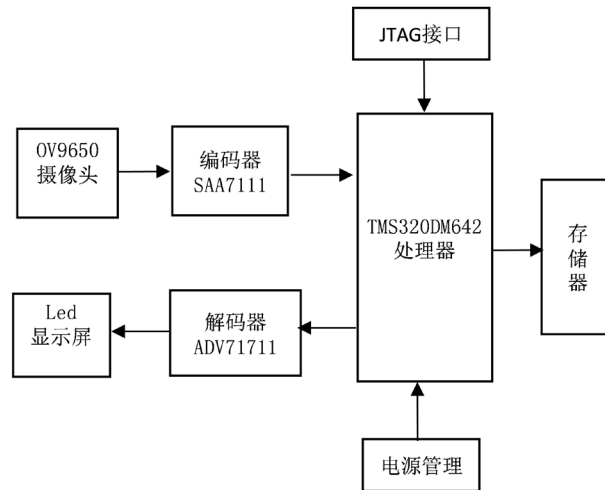 JTAG接口
OV9650
摄像头
编码器
SAA7111
TMS320DM642
处理器
存
储
器
Led
显示屏
解码器
ADV71711
电源管理